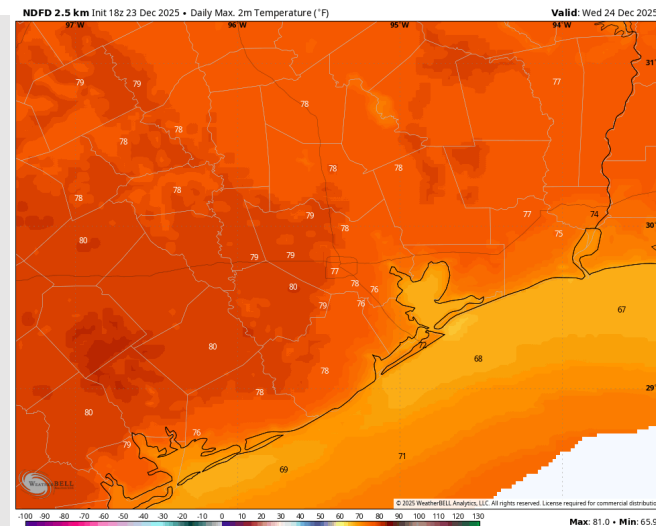 NDFD 2.5 km Init 18z 23 Dec 2025 • Daily Max. 2m Temperature (°F)
Valid: Wed 24 Dec 2025
97°W 96°W 95°W 94°W
31°
79 79 77
78
78 78
78 78
78 78
79 77 74
78 75 30°
80
79 79
77
80 78 76
79 76 67
80 72 68
78
78 29°
80
76
79
71
69
WEATHERBELL
© 2025 WeatherBELL Analytics, LLC. All rights reserved. License required for commercial distributio
-100 -90 -80 -70 -60 -50 -40 -30 -20 -10 0 10 20 30 40 50 60 70 80 90 100 110 120 130
Max: 81.0 • Min: 65.